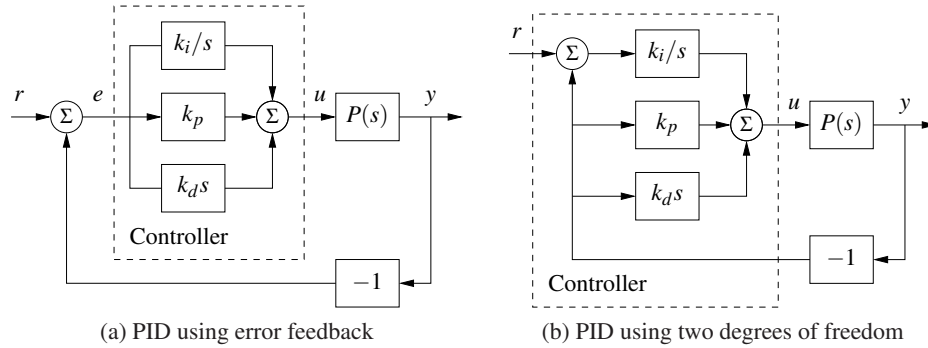 r
Σ
e
k_i/s
k_p
k_d s
Σ
u
P(s)
y
Controller
−1
(a) PID using error feedback
r
Σ
k_i/s
k_p
k_d s
Σ
u
P(s)
y
Controller
−1
(b) PID using two degrees of freedom